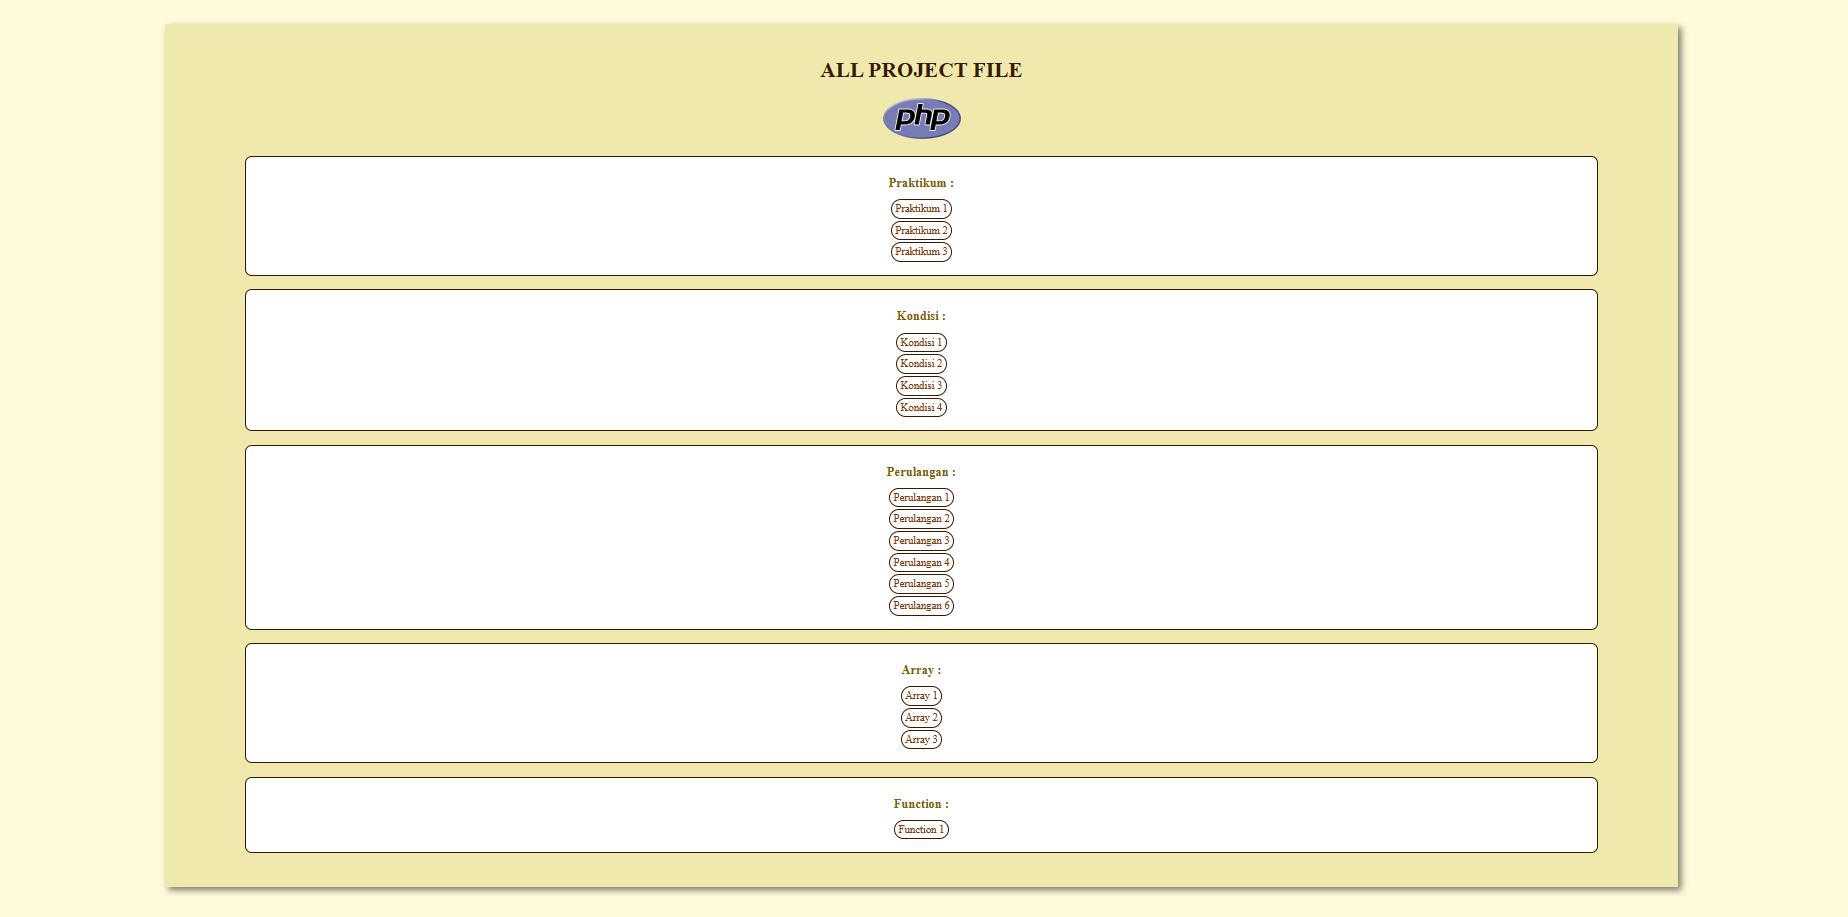 ALL PROJECT FILE
php
Praktikum :
Praktikum 1
Praktikum 2
Praktikum 3
Kondisi :
Kondisi 1
Kondisi 2
Kondisi 3
Kondisi 4
Perulangan :
Perulangan 1
Perulangan 2
Perulangan 3
Perulangan 4
Perulangan 5
Perulangan 6
Array :
Array 1
Array 2
Array 3
Function :
Function 1